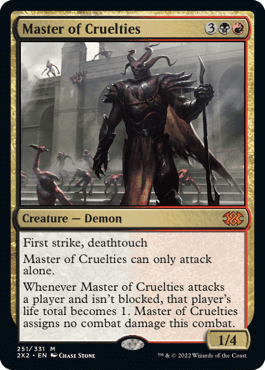 Master of Cruelties 3
Creature — Demon
First strike, deathtouch
Master of Cruelties can only attack
alone.
Whenever Master of Cruelties attacks
a player and isn't blocked, that player's
life total becomes 1. Master of Cruelties
assigns no combat damage this combat.
1/4
251/331 M
2X2 • EN Chase Stone
™ & © 2022 Wizards of the Coast